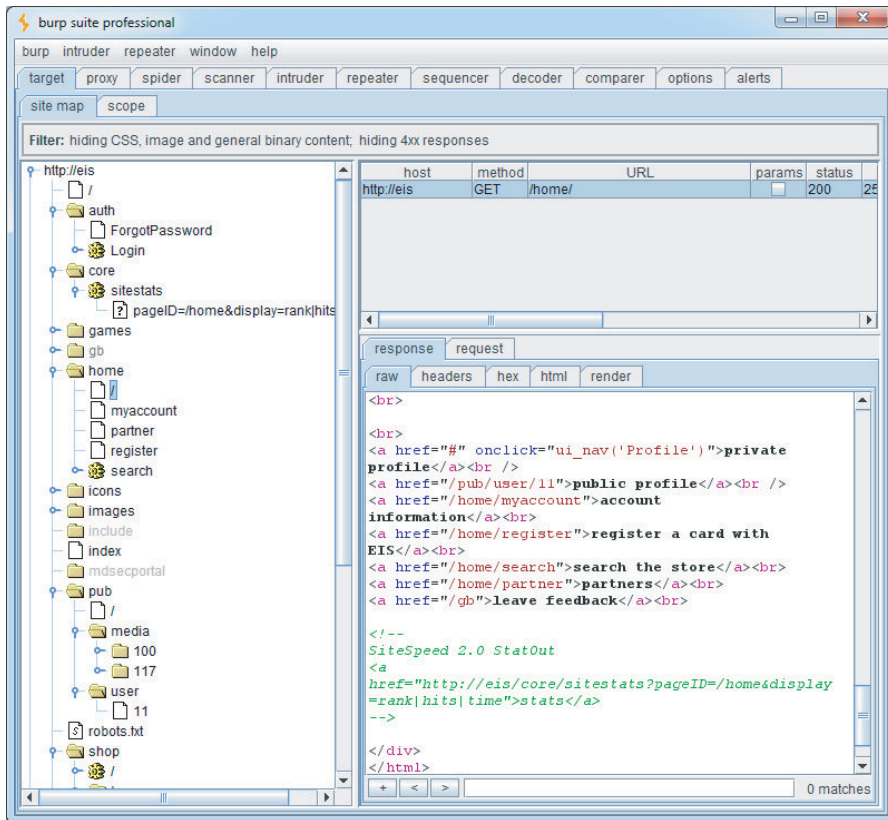 burp suite professional
burp intruder repeater window help
target proxy spider scanner intruder repeater sequencer decoder comparer options alerts
site map scope
Filter: hiding CSS, image and general binary content; hiding 4xx responses
http://eis
/
auth
ForgotPassword
Login
core
sitestats
pageID=/home&display=rank|hits
games
gb
home
/
myaccount
partner
register
search
icons
images
include
index
mdsecportal
pub
/
media
100
117
user
11
robots.txt
shop
/
host method URL params status
http://eis GET /home/ 200 25
response request
raw headers hex html render
<br>
<br>
<a href="#" onclick="ui_nav('Profile')">private
profile</a><br />
<a href="/pub/user/11">public profile</a><br />
<a href="/home/myaccount">account
information</a><br>
<a href="/home/register">register a card with
EIS</a><br>
<a href="/home/search">search the store</a><br>
<a href="/home/partner">partners</a><br>
<a href="/gb">leave feedback</a><br>
<!--
SiteSpeed 2.0 StatOut
<a
href="http://eis/core/sitestats?pageID=/home&display
=rank|hits|time">stats</a>
-->
</div>
</html>
+ < > 0 matches